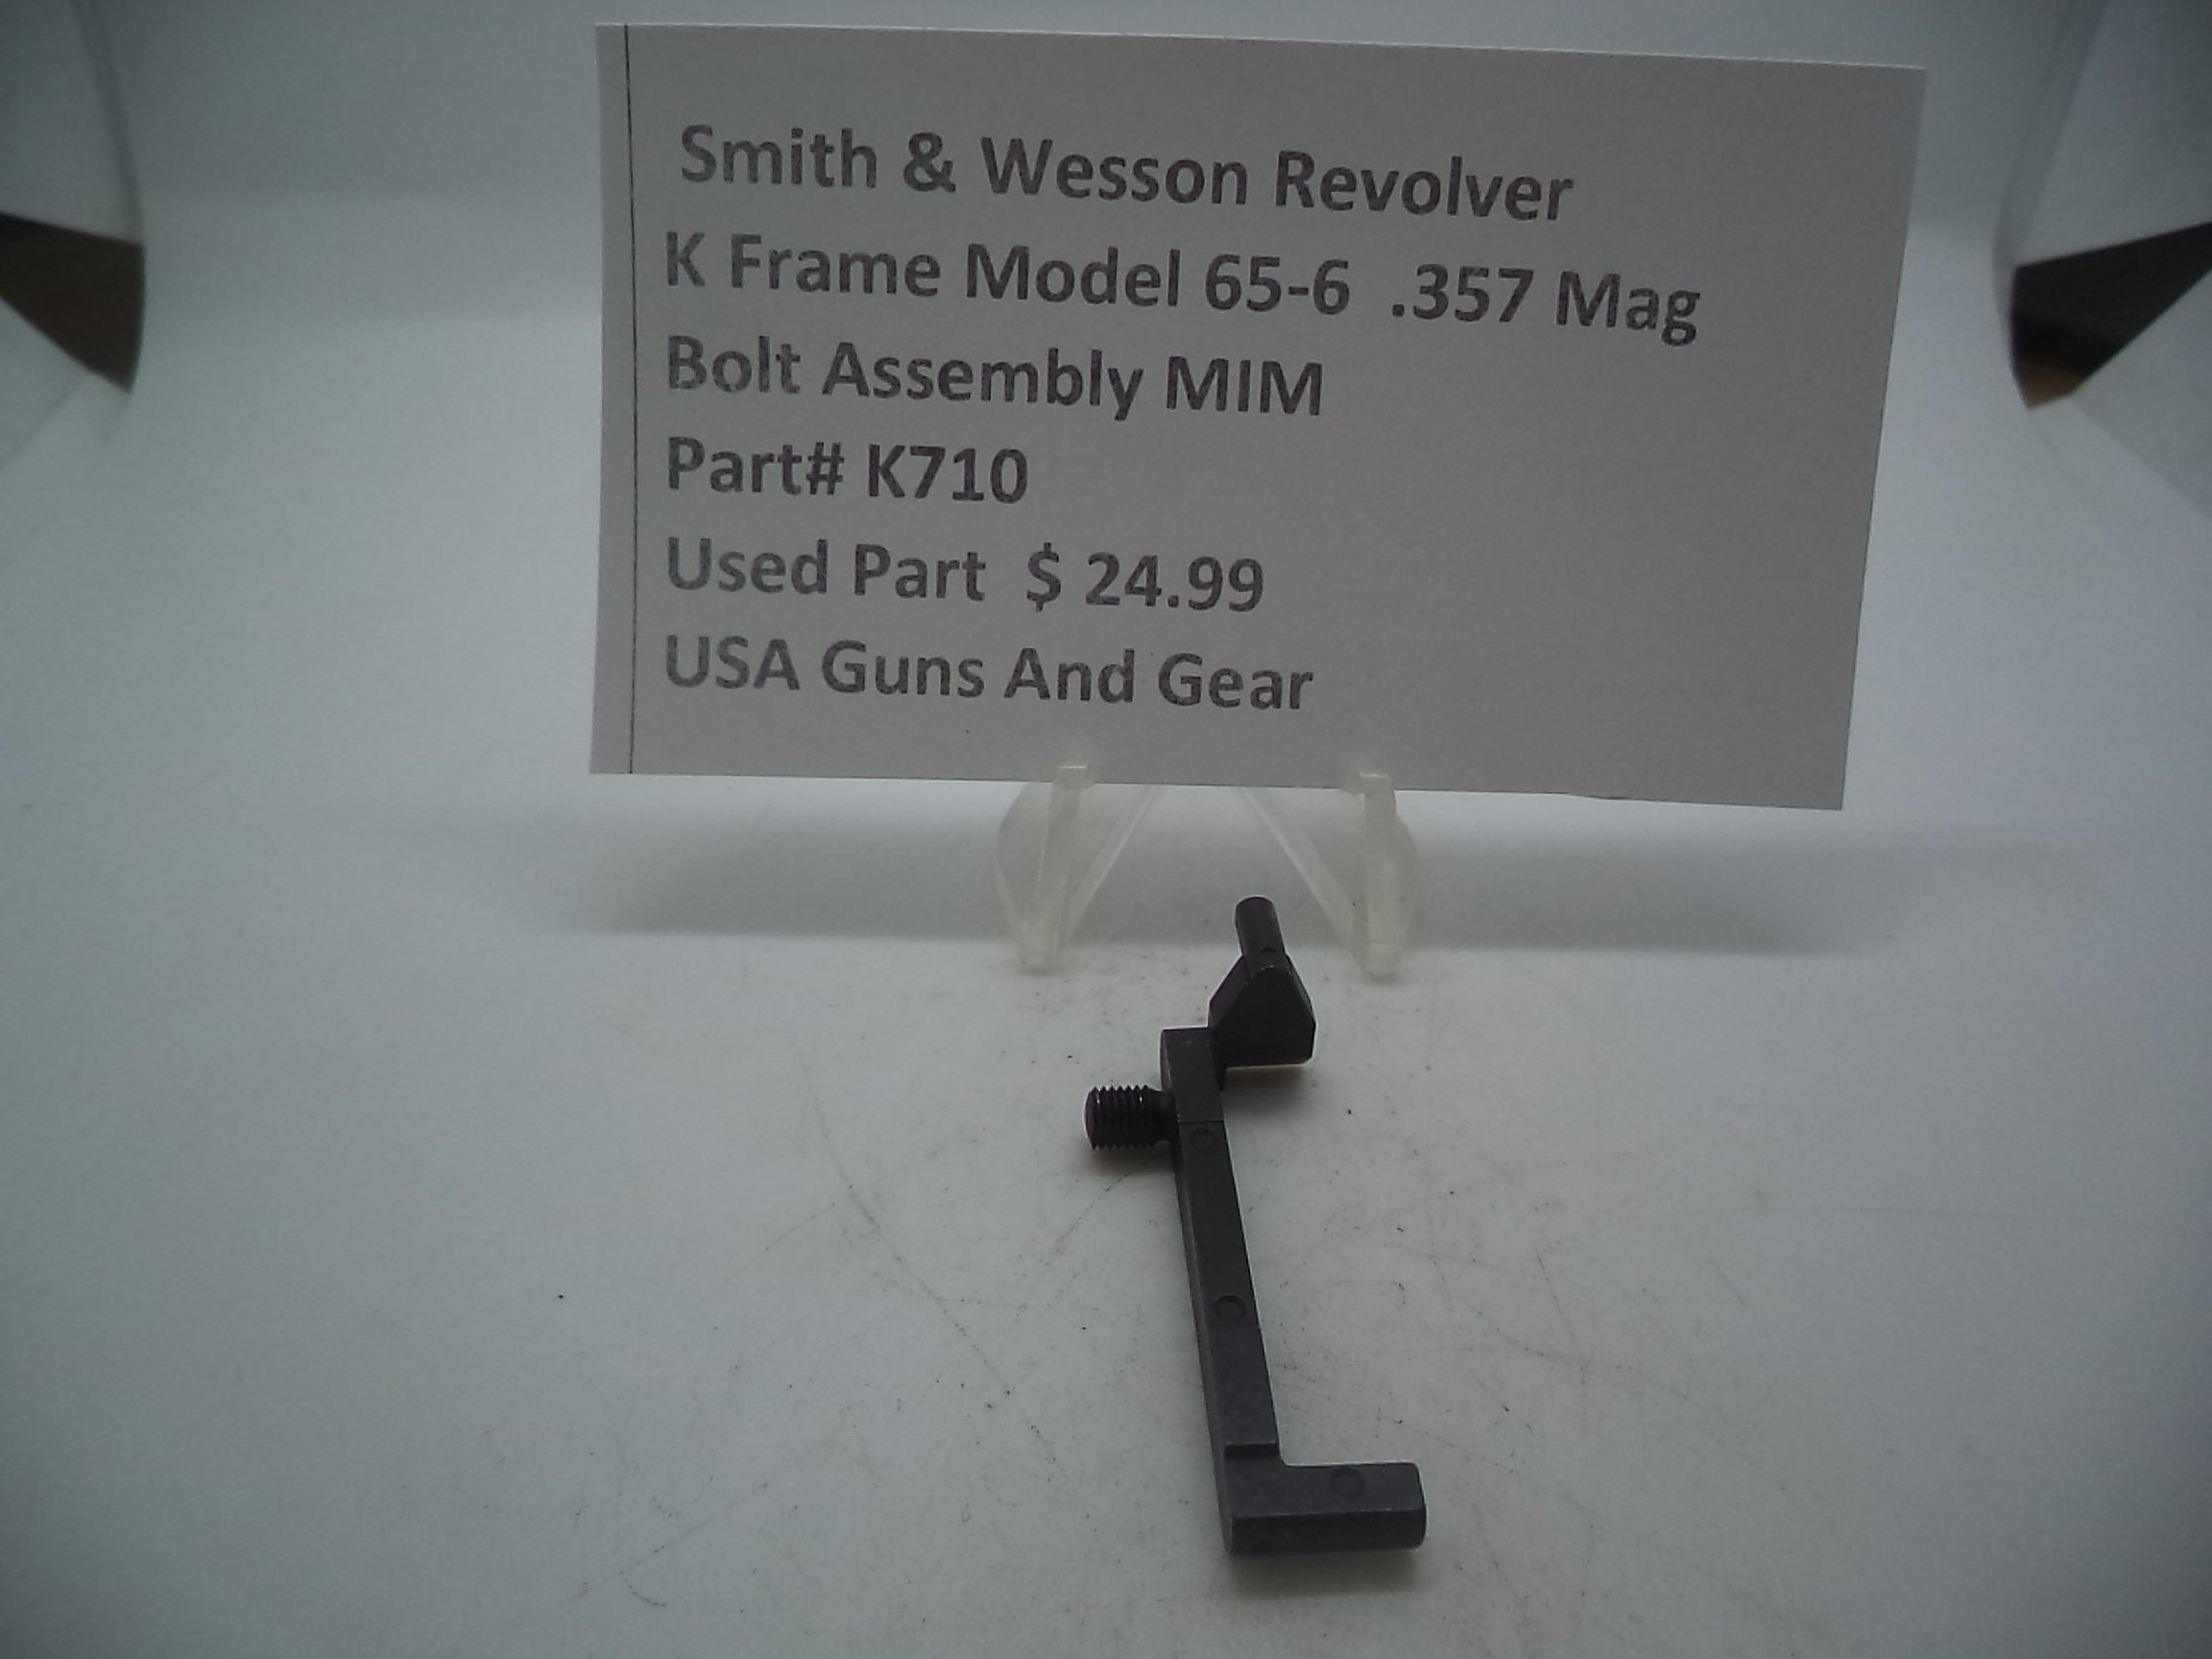 Smith & Wesson Revolver
K Frame Model 65-6 .357 Mag
Bolt Assembly MIM
Part# K710
Used Part $ 24.99
USA Guns And Gear